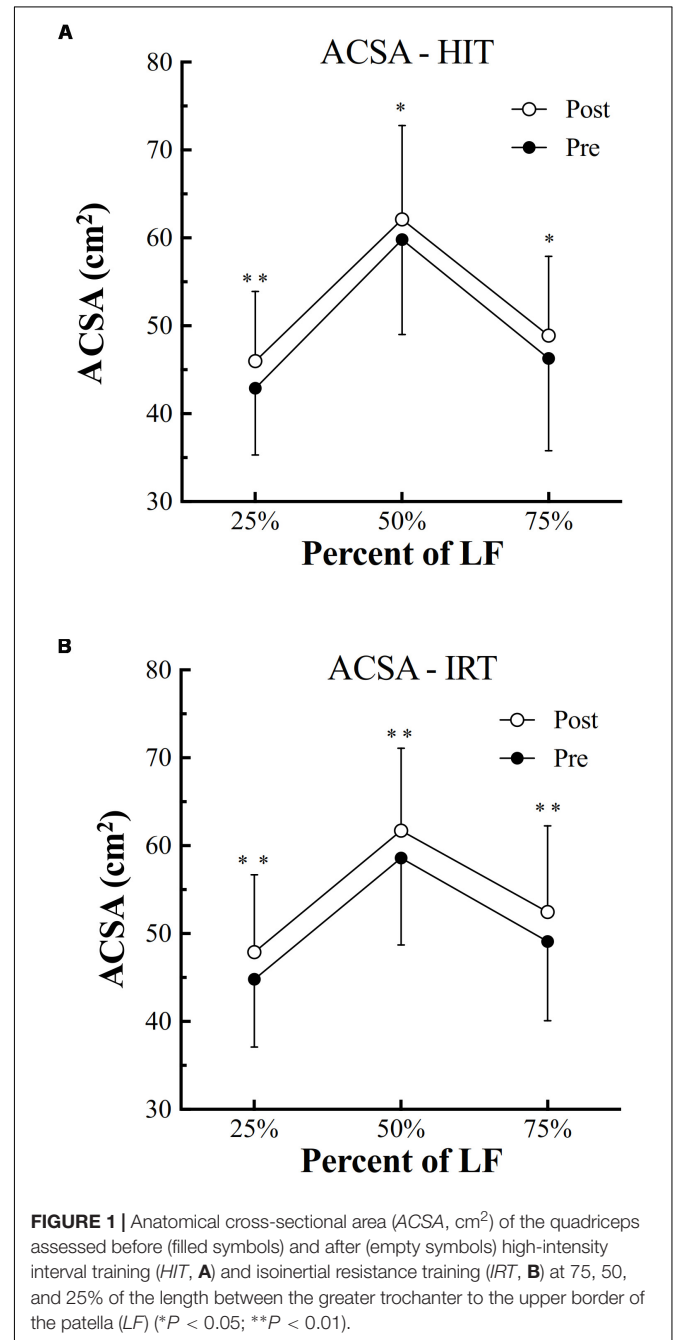 A
ACSA - HIT
80
70
60
50
40
30
ACSA (cm²)
Post
Pre
**
*
*
25% 50% 75%
Percent of LF
B
ACSA - IRT
80
70
60
50
40
30
ACSA (cm²)
Post
Pre
* *
**
**
25% 50% 75%
Percent of LF
FIGURE 1 | Anatomical cross-sectional area (ACSA, cm²) of the quadriceps
assessed before (filled symbols) and after (empty symbols) high-intensity
interval training (HIT, A) and isoinertial resistance training (IRT, B) at 75, 50,
and 25% of the length between the greater trochanter to the upper border of
the patella (LF) (*P < 0.05; **P < 0.01).